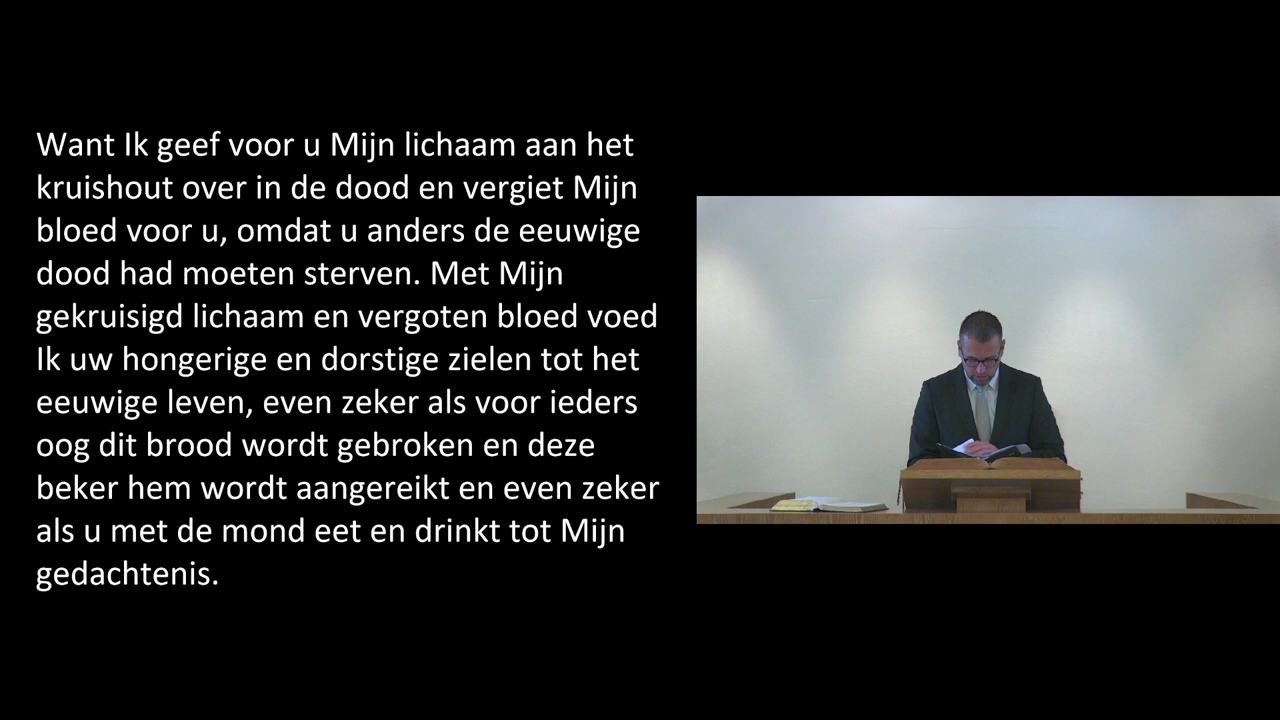 Want Ik geef voor u Mijn lichaam aan het
kruishout over in de dood en vergiet Mijn
bloed voor u, omdat u anders de eeuwige
dood had moeten sterven. Met Mijn
gekruisigd lichaam en vergoten bloed voed
Ik uw hongerige en dorstige zielen tot het
eeuwige leven, even zeker als voor ieders
oog dit brood wordt gebroken en deze
beker hem wordt aangereikt en even zeker
als u met de mond eet en drinkt tot Mijn
gedachtenis.